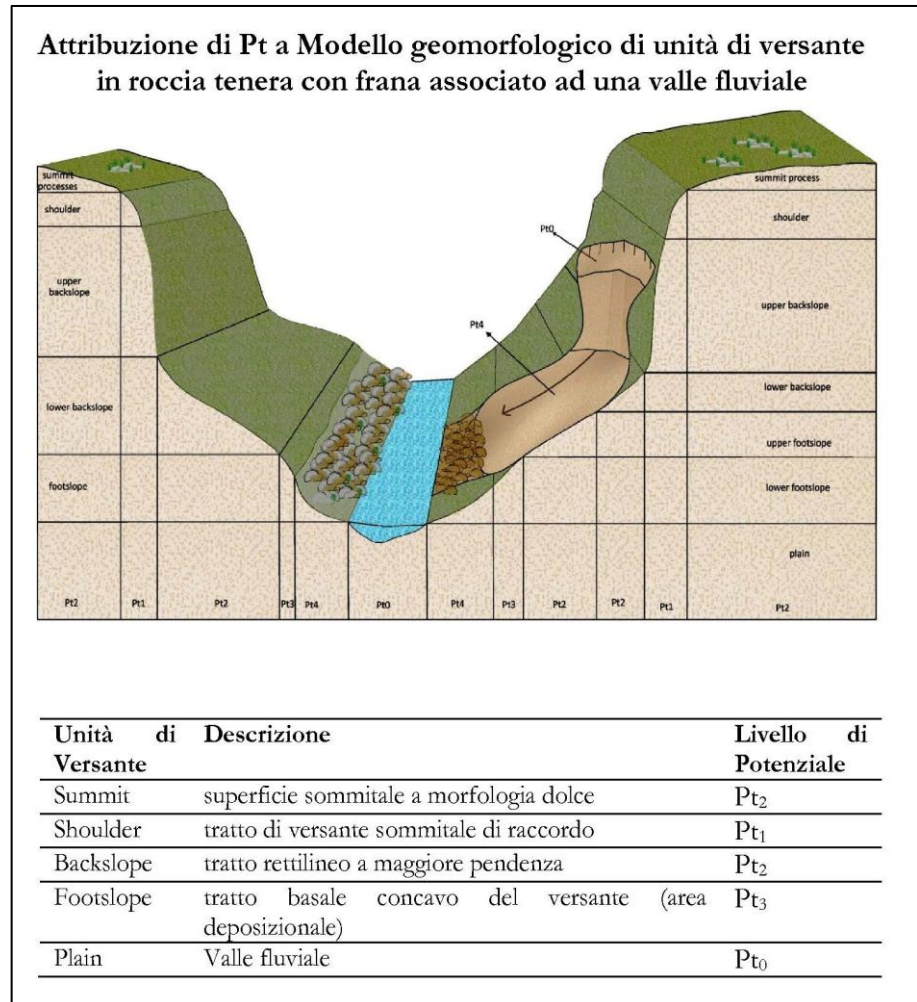 Attribuzione di Pt a Modello geomorfologico di unità di versante
in roccia tenera con frana associato ad una valle fluviale
summit
processes
shoulder
upper
backslope
lower backslope
footslope
Pt0
Pt4
summit process
shoulder
upper backslope
lower backslope
upper footslope
lower footslope
plain
Pt2 Pt1 Pt2 Pt3 Pt4 Pt0 Pt4 Pt3 Pt2 Pt2 Pt1 Pt2
Unità di Versante Descrizione Livello di Potenziale
Summit superficie sommitale a morfologia dolce Pt₂
Shoulder tratto di versante sommitale di raccordo Pt₁
Backslope tratto rettilineo a maggiore pendenza Pt₂
Footslope tratto basale concavo del versante (area deposizionale) Pt₃
Plain Valle fluviale Pt₀